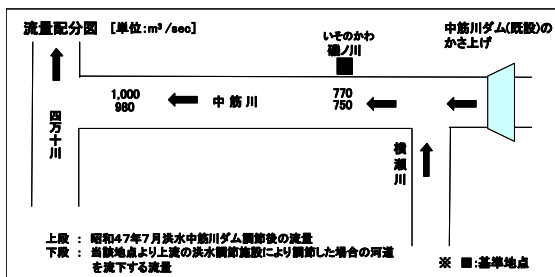 流量配分図 [単位:m³/sec]
中筋川ダム(既設)の
かさ上げ
いそのかわ
磯ノ川
1,000
980
中筋川
770
750
四万十川
横瀬川
上段 : 昭和47年7月洪水中筋川ダム調節後の流量
下段 : 当該地点より上流の洪水調節施設により調節した場合の河道
を流下する流量
※ ■:基準地点